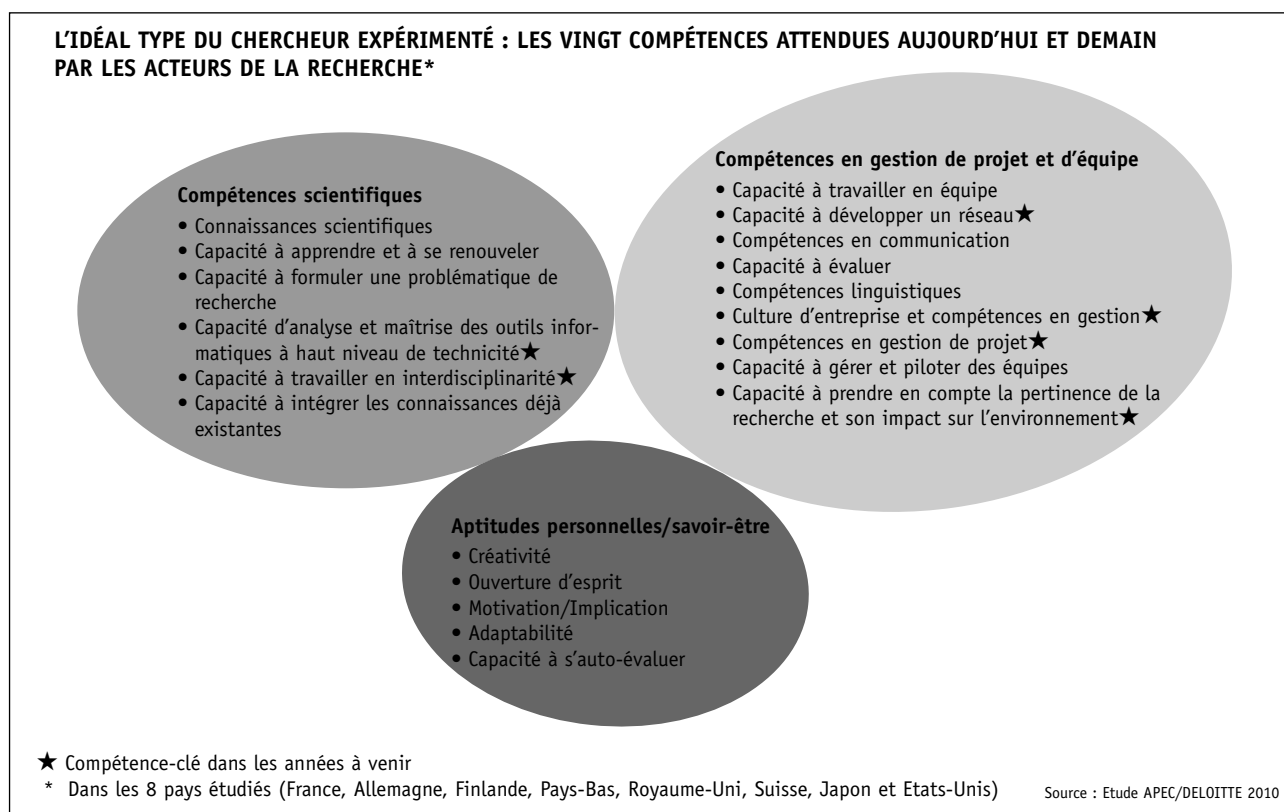 L'IDÉAL TYPE DU CHERCHEUR EXPÉRIMENTÉ : LES VINGT COMPÉTENCES ATTENDUES AUJOURD'HUI ET DEMAIN
PAR LES ACTEURS DE LA RECHERCHE*
Compétences scientifiques
• Connaissances scientifiques
• Capacité à apprendre et à se renouveler
• Capacité à formuler une problématique de
recherche
• Capacité d'analyse et maîtrise des outils infor-
matiques à haut niveau de technicité★
• Capacité à travailler en interdisciplinarité★
• Capacité à intégrer les connaissances déjà
existantes
Compétences en gestion de projet et d'équipe
• Capacité à travailler en équipe
• Capacité à développer un réseau★
• Compétences en communication
• Capacité à évaluer
• Compétences linguistiques
• Culture d'entreprise et compétences en gestion★
• Compétences en gestion de projet★
• Capacité à gérer et piloter des équipes
• Capacité à prendre en compte la pertinence de la
recherche et son impact sur l'environnement★
Aptitudes personnelles/savoir-être
• Créativité
• Ouverture d'esprit
• Motivation/Implication
• Adaptabilité
• Capacité à s'auto-évaluer
★ Compétence-clé dans les années à venir
* Dans les 8 pays étudiés (France, Allemagne, Finlande, Pays-Bas, Royaume-Uni, Suisse, Japon et Etats-Unis)
Source : Etude APEC/DELOITTE 2010